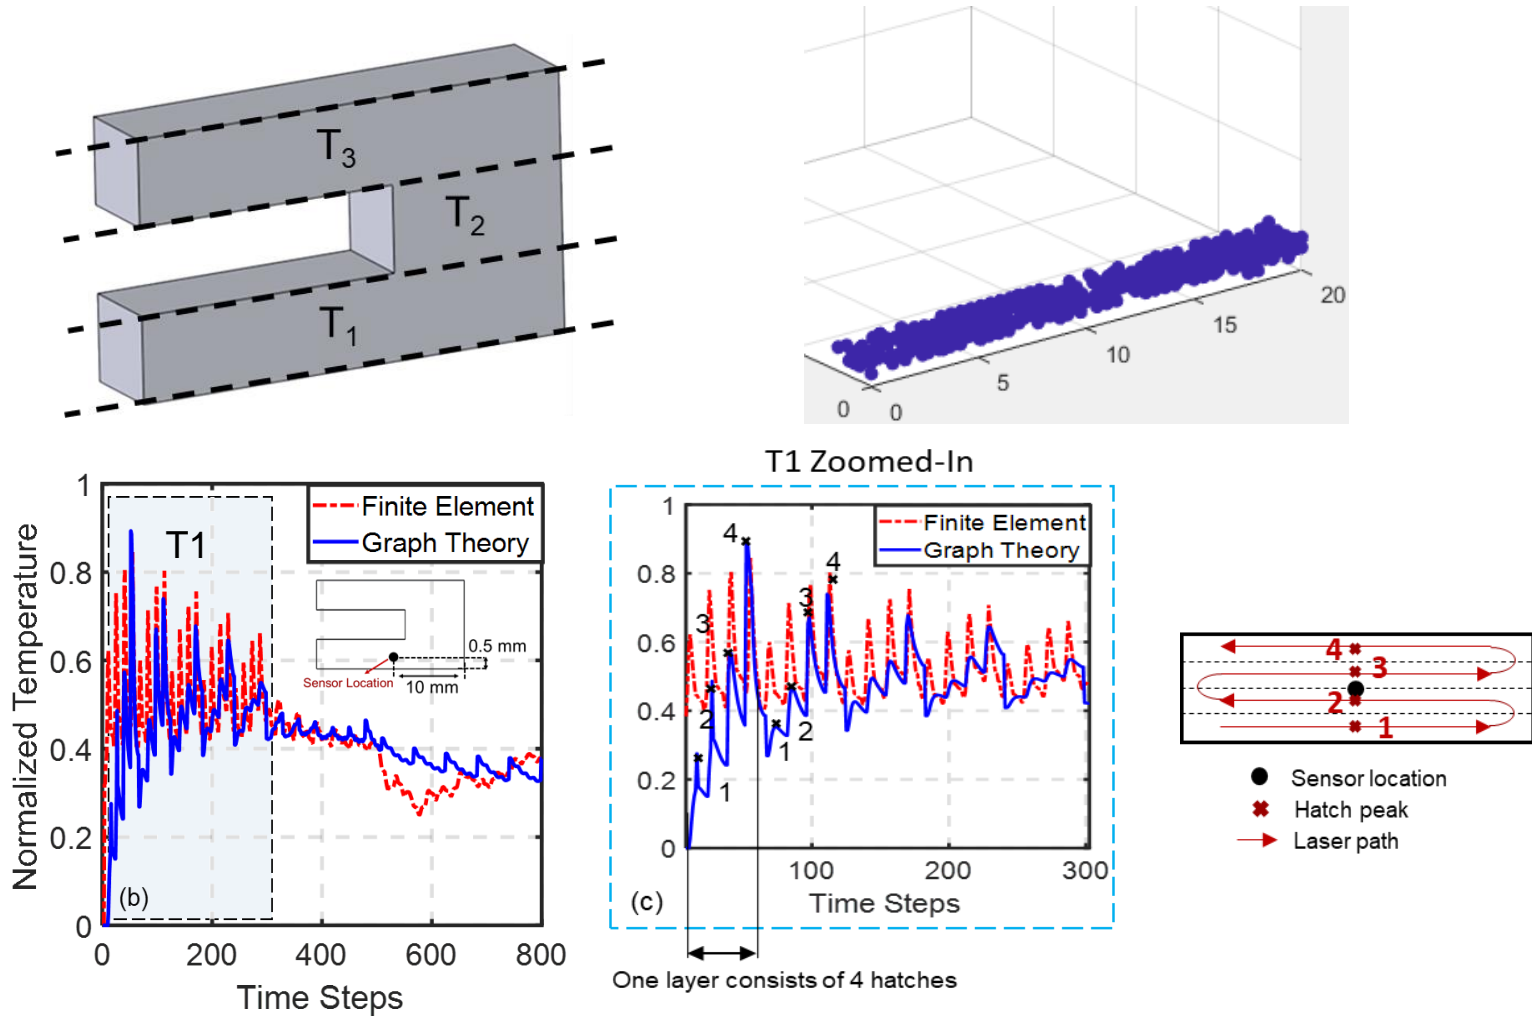 T3
T2
T1
0
0
5
10
15
20
T1 Zoomed-In
Normalized Temperature
1
0.8
0.6
0.4
0.2
0
Finite Element
Graph Theory
T1
0.5 mm
Sensor Location
10 mm
(b)
0 200 400 600 800
Time Steps
1
0.8
0.6
0.4
0.2
0
Finite Element
Graph Theory
4
4
3
3
2
2
1
1
100 200 300
(c)
Time Steps
One layer consists of 4 hatches
4
3
2
1
Sensor location
Hatch peak
Laser path